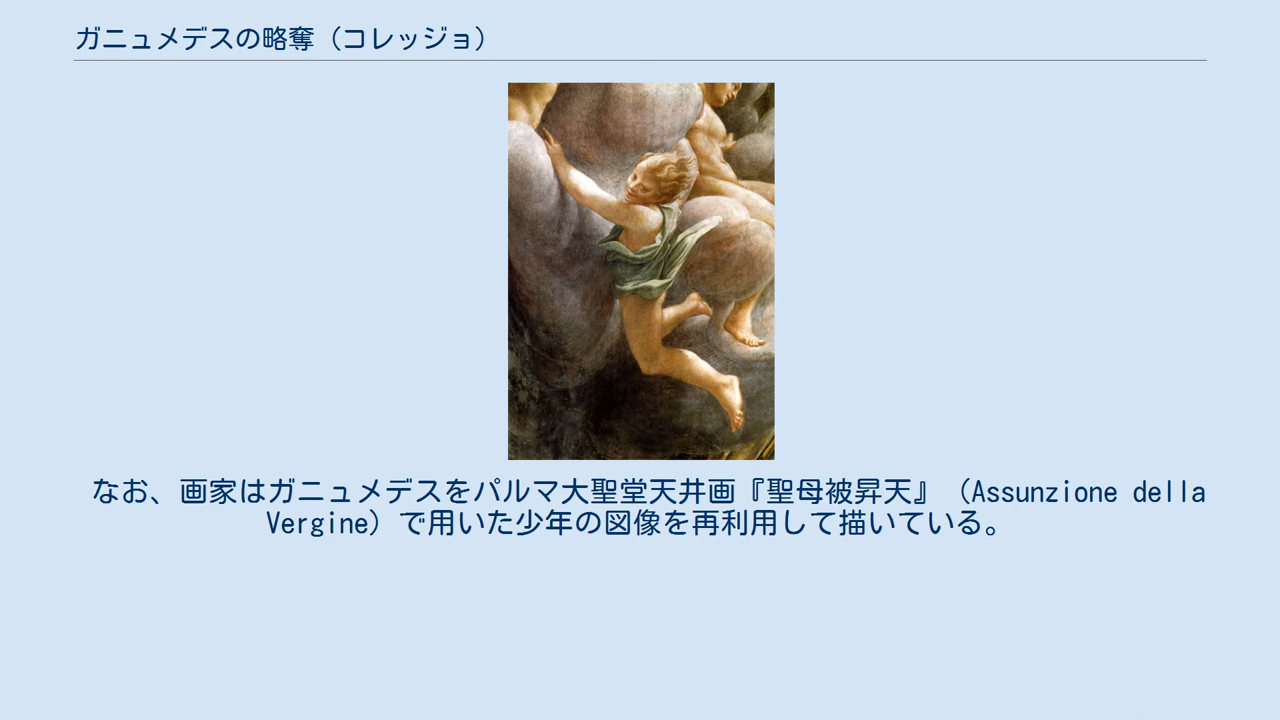 ガニュメデスの略奪（コレッジョ）
なお、画家はガニュメデスをパルマ大聖堂天井画『聖母被昇天』（Assunzione della
Vergine）で用いた少年の図像を再利用して描いている。